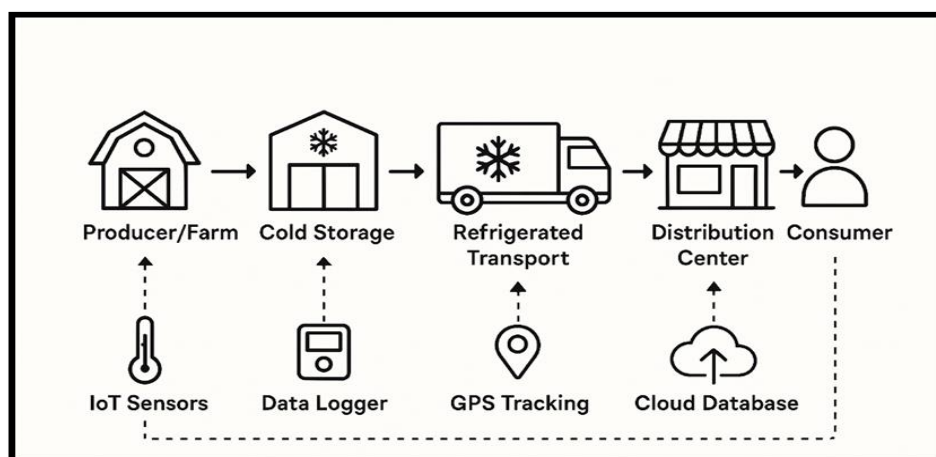 Producer/Farm
Cold Storage
Refrigerated
Transport
Distribution
Center
Consumer
IoT Sensors
Data Logger
GPS Tracking
Cloud Database